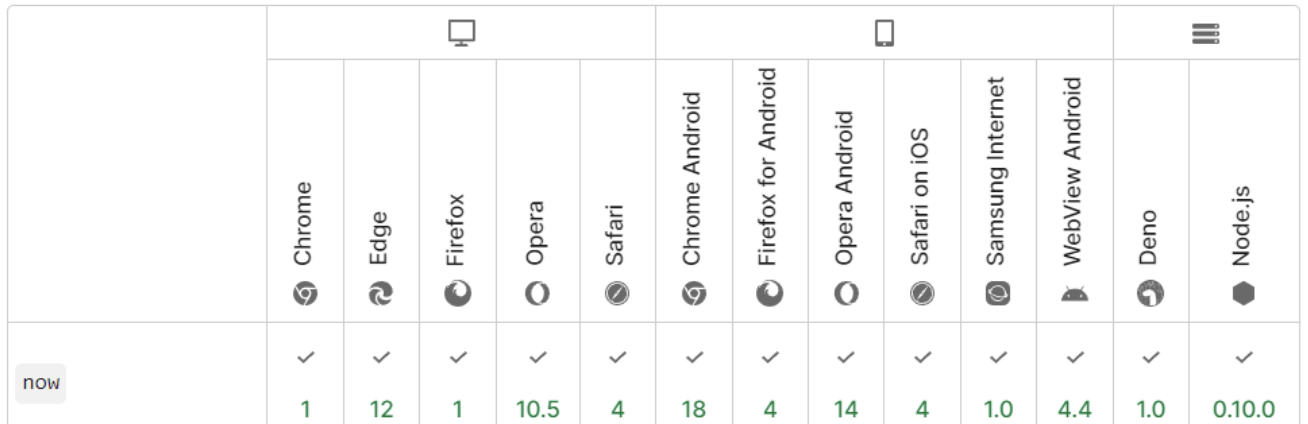 Chrome
Edge
Firefox
Opera
Safari
Chrome Android
Firefox for Android
Opera Android
Safari on iOS
Samsung Internet
WebView Android
Deno
Node.js
now
1
12
1
10.5
4
18
4
14
4
1.0
4.4
1.0
0.10.0